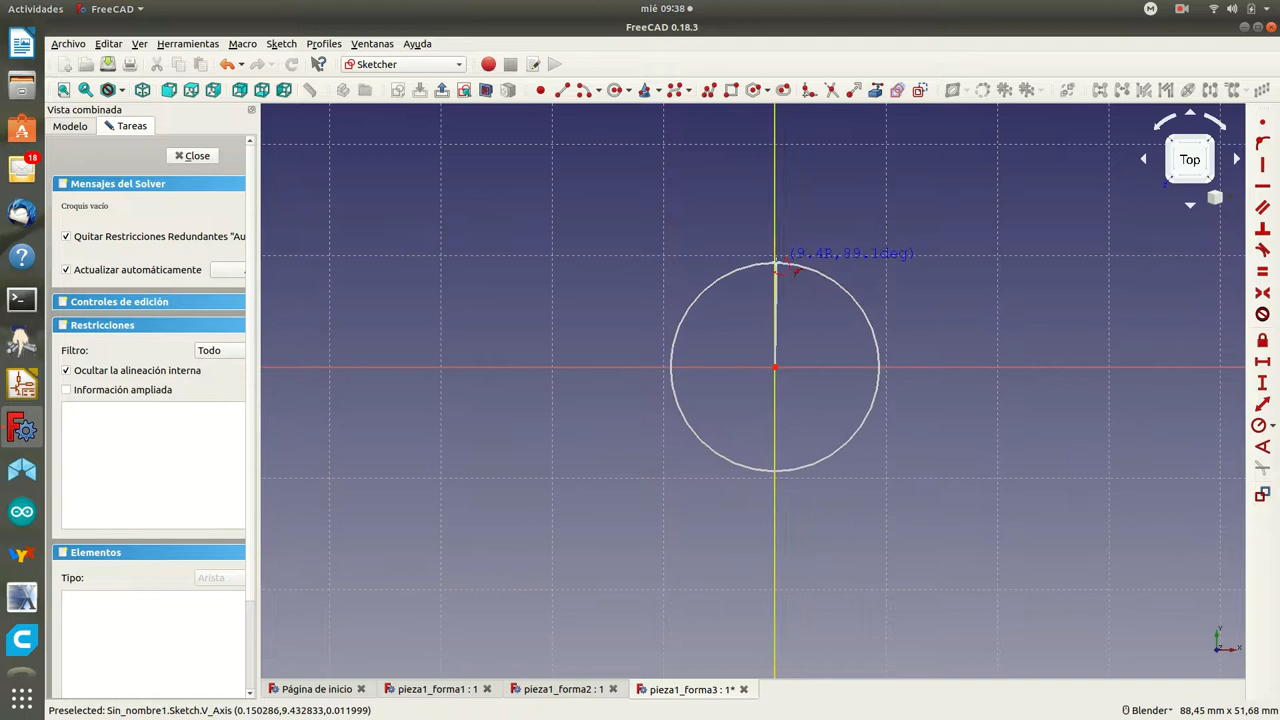 Actividades
FreeCAD
mié 09:38
M
FreeCAD 0.18.3
Archivo Editar Ver Herramientas Macro Sketch Profiles Ventanas Ayuda
Sketcher
Vista combinada
Modelo
Tareas
Close
Mensajes del Solver
Croquis vacío
Quitar Restricciones Redundantes "Au
Actualizar automáticamente
Controles de edición
Restricciones
Filtro:
Todo
Ocultar la alineación interna
Información ampliada
Elementos
Tipo:
Arista
18
(9.4R,89.1deg)
Top
Y
X
Z
Página de inicio
pieza1_forma1 : 1
pieza1_forma2 : 1
pieza1_forma3 : 1*
Preselected: Sin_nombre1.Sketch.V_Axis (0.150286,9.432833,0.011999)
Blender
88,45 mm x 51,68 mm